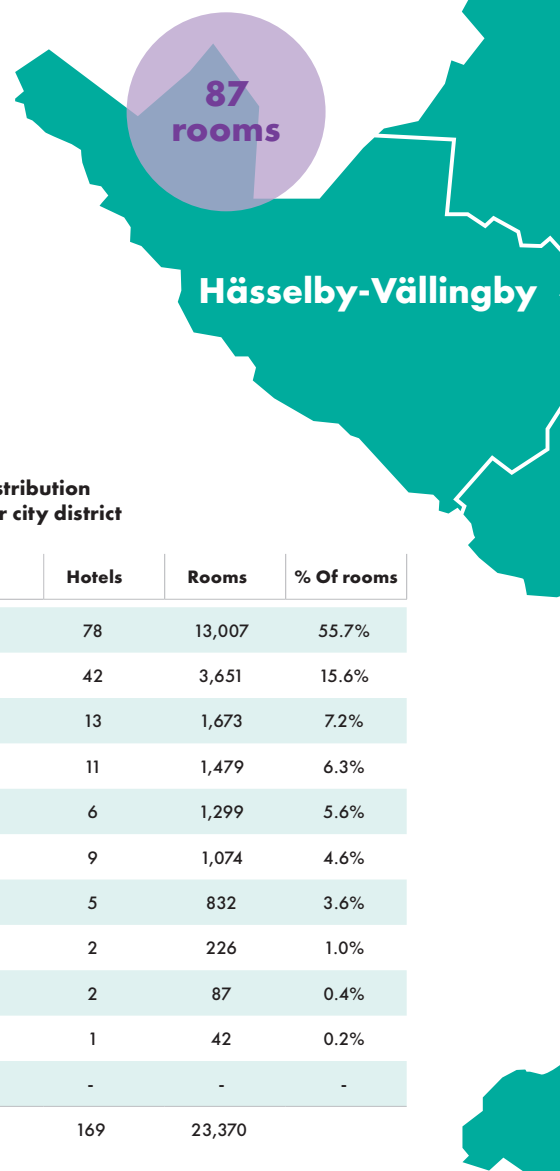 87
rooms
Hässelby-Vällingby
stribution
r city district
Hotels Rooms % Of rooms
78 13,007 55.7%
42 3,651 15.6%
13 1,673 7.2%
11 1,479 6.3%
6 1,299 5.6%
9 1,074 4.6%
5 832 3.6%
2 226 1.0%
2 87 0.4%
1 42 0.2%
- - -
169 23,370